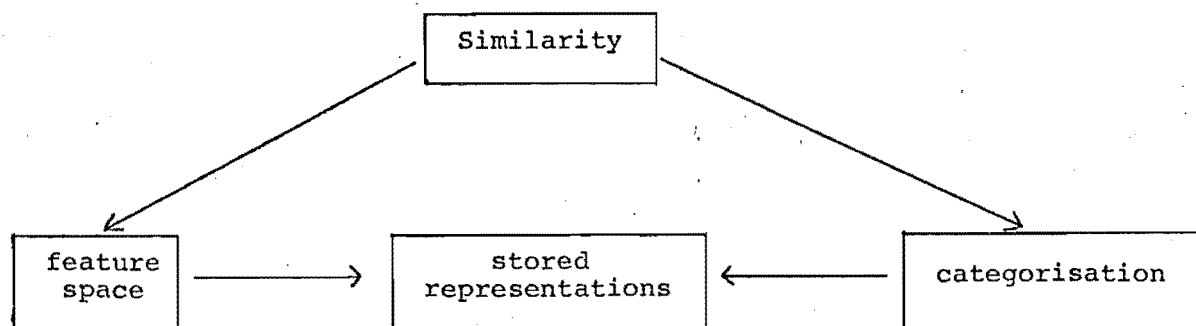 Similarity
feature
space
stored
representations
categorisation